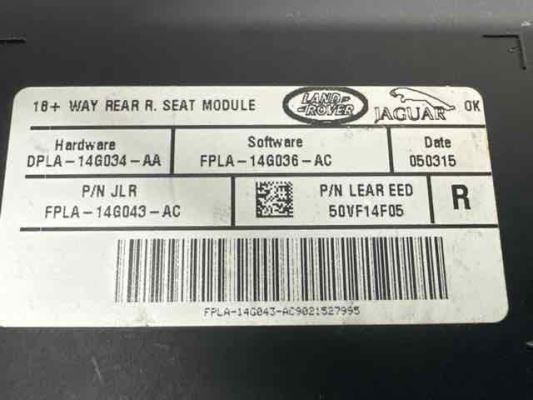 16+ WAY REAR R. SEAT MODULE
LAND ROVER
JAGUAR
OK
Hardware
DPLA-14G034-AA
Software
FPLA-14G036-AC
Date
050315
P/N JLR
FPLA-14G043-AC
P/N LEAR EED
50VF14F05
R
FPLA-14G043-AC9021527995